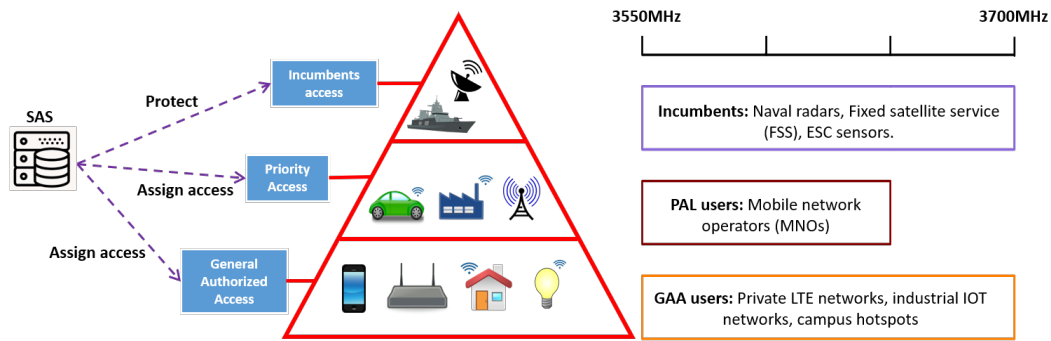 3550MHz
3700MHz
SAS
Protect
Incumbents
access
Incumbents: Naval radars, Fixed satellite service
(FSS), ESC sensors.
Assign access
Priority
Access
PAL users: Mobile network
operators (MNOs)
Assign access
General
Authorized
Access
GAA users: Private LTE networks, industrial IOT
networks, campus hotspots